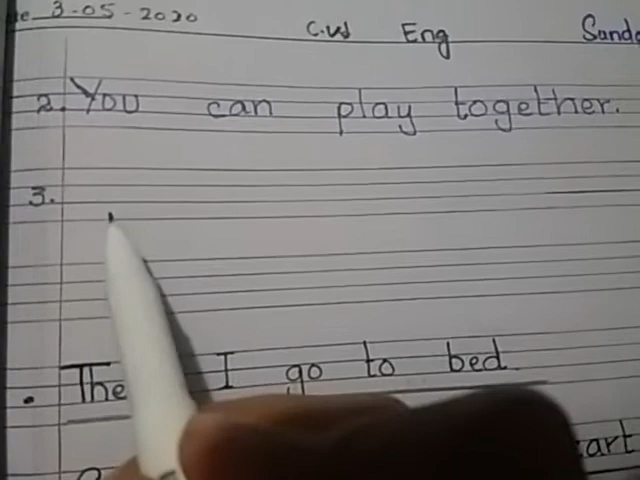 3-05-2020 C.W Eng
2. You can play together.
3.
. The I go to bed